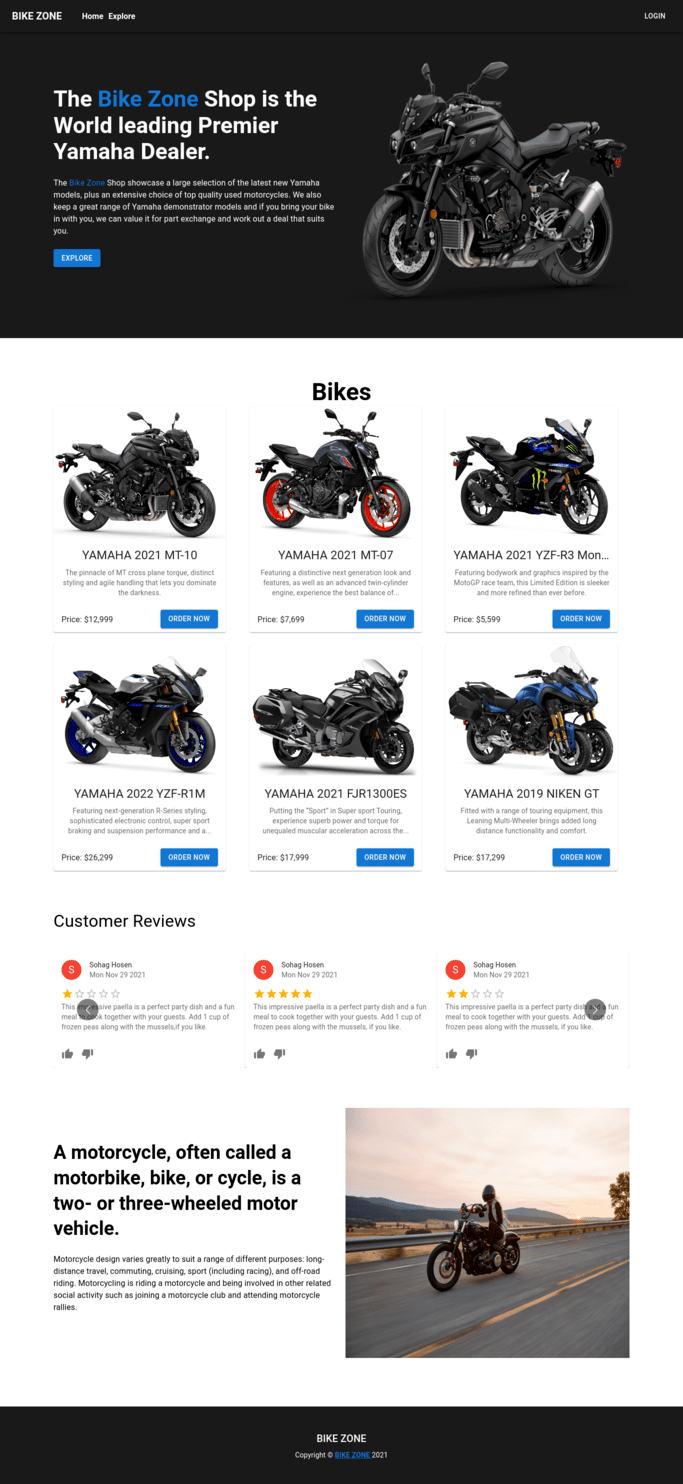 BIKE ZONE Home Explore LOGIN
The Bike Zone Shop is the
World leading Premier
Yamaha Dealer.
The Bike Zone Shop showcase a large selection of the latest new Yamaha
models, plus an extensive choice of top quality used motorcycles. We also
keep a great range of Yamaha demonstrator models and if you bring your bike
in with you, we can value it for part exchange and work out a deal that suits
you.
EXPLORE
Bikes
YAMAHA 2021 MT-10
The pinnacle of MT cross plane torque, distinct
styling and agile handling that lets you dominate
the darkness.
Price: $12,999 ORDER NOW
YAMAHA 2021 MT-07
Featuring a distinctive next generation look and
features, as well as an advanced twin-cylinder
engine, experience the best balance of...
Price: $7,699 ORDER NOW
YAMAHA 2021 YZF-R3 Mon...
Featuring bodywork and graphics inspired by the
MotoGP race team, this Limited Edition is sleeker
and more refined than ever before.
Price: $5,599 ORDER NOW
YAMAHA 2022 YZF-R1M
Featuring next-generation R-Series styling,
sophisticated electronic control, super sport
braking and suspension performance and a...
Price: $26,299 ORDER NOW
YAMAHA 2021 FJR1300ES
Putting the "Sport" in Super sport Touring,
experience superb power and torque for
unequaled muscular acceleration across the...
Price: $17,999 ORDER NOW
YAMAHA 2019 NIKEN GT
Fitted with a range of touring equipment, this
Leaning Multi-Wheeler brings added long
distance functionality and comfort.
Price: $17,299 ORDER NOW
Customer Reviews
S
Sohag Hosen
Mon Nov 29 2021
This impressive paella is a perfect party dish and a fun
meal to cook together with your guests. Add 1 cup of
frozen peas along with the mussels,if you like.
S
Sohag Hosen
Mon Nov 29 2021
This impressive paella is a perfect party dish and a fun
meal to cook together with your guests. Add 1 cup of
frozen peas along with the mussels, if you like.
S
Sohag Hosen
Mon Nov 29 2021
This impressive paella is a perfect party dish and a fun
meal to cook together with your guests. Add 1 cup of
frozen peas along with the mussels, if you like.
A motorcycle, often called a
motorbike, bike, or cycle, is a
two- or three-wheeled motor
vehicle.
Motorcycle design varies greatly to suit a range of different purposes: long-
distance travel, commuting, cruising, sport (including racing), and off-road
riding. Motorcycling is riding a motorcycle and being involved in other related
social activity such as joining a motorcycle club and attending motorcycle
rallies.
BIKE ZONE
Copyright © BIKE ZONE 2021